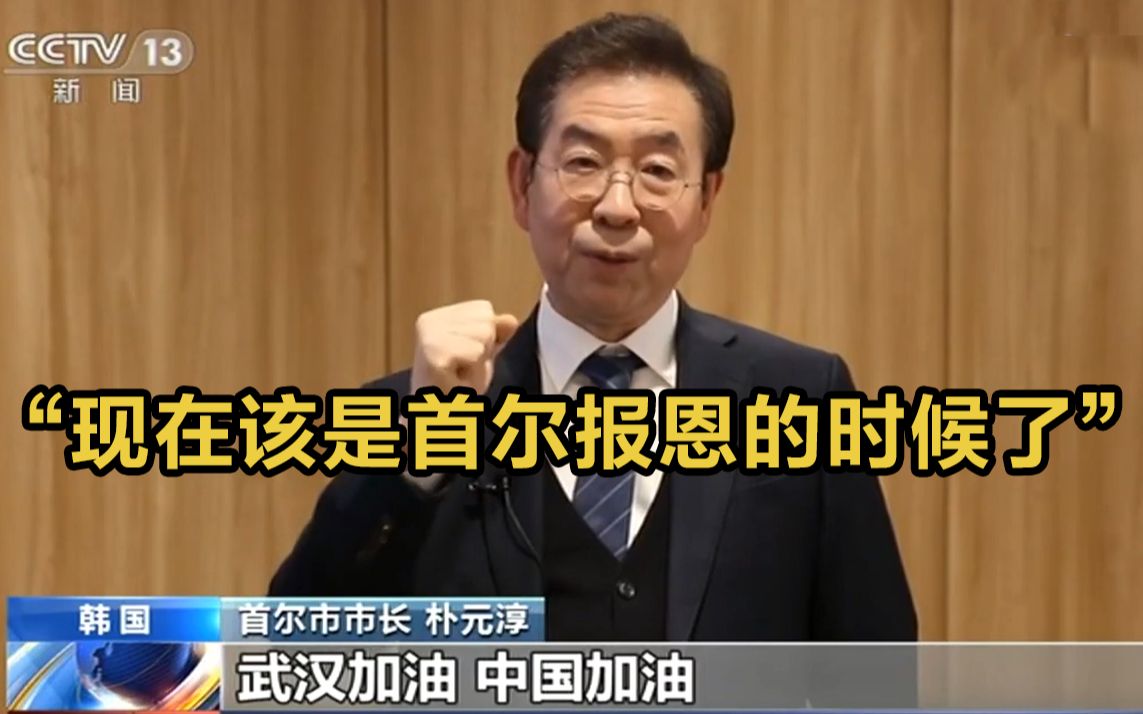 CCTV 13
新闻
“现在该是首尔报恩的时候了”
韩国
首尔市市长 朴元淳
武汉加油 中国加油